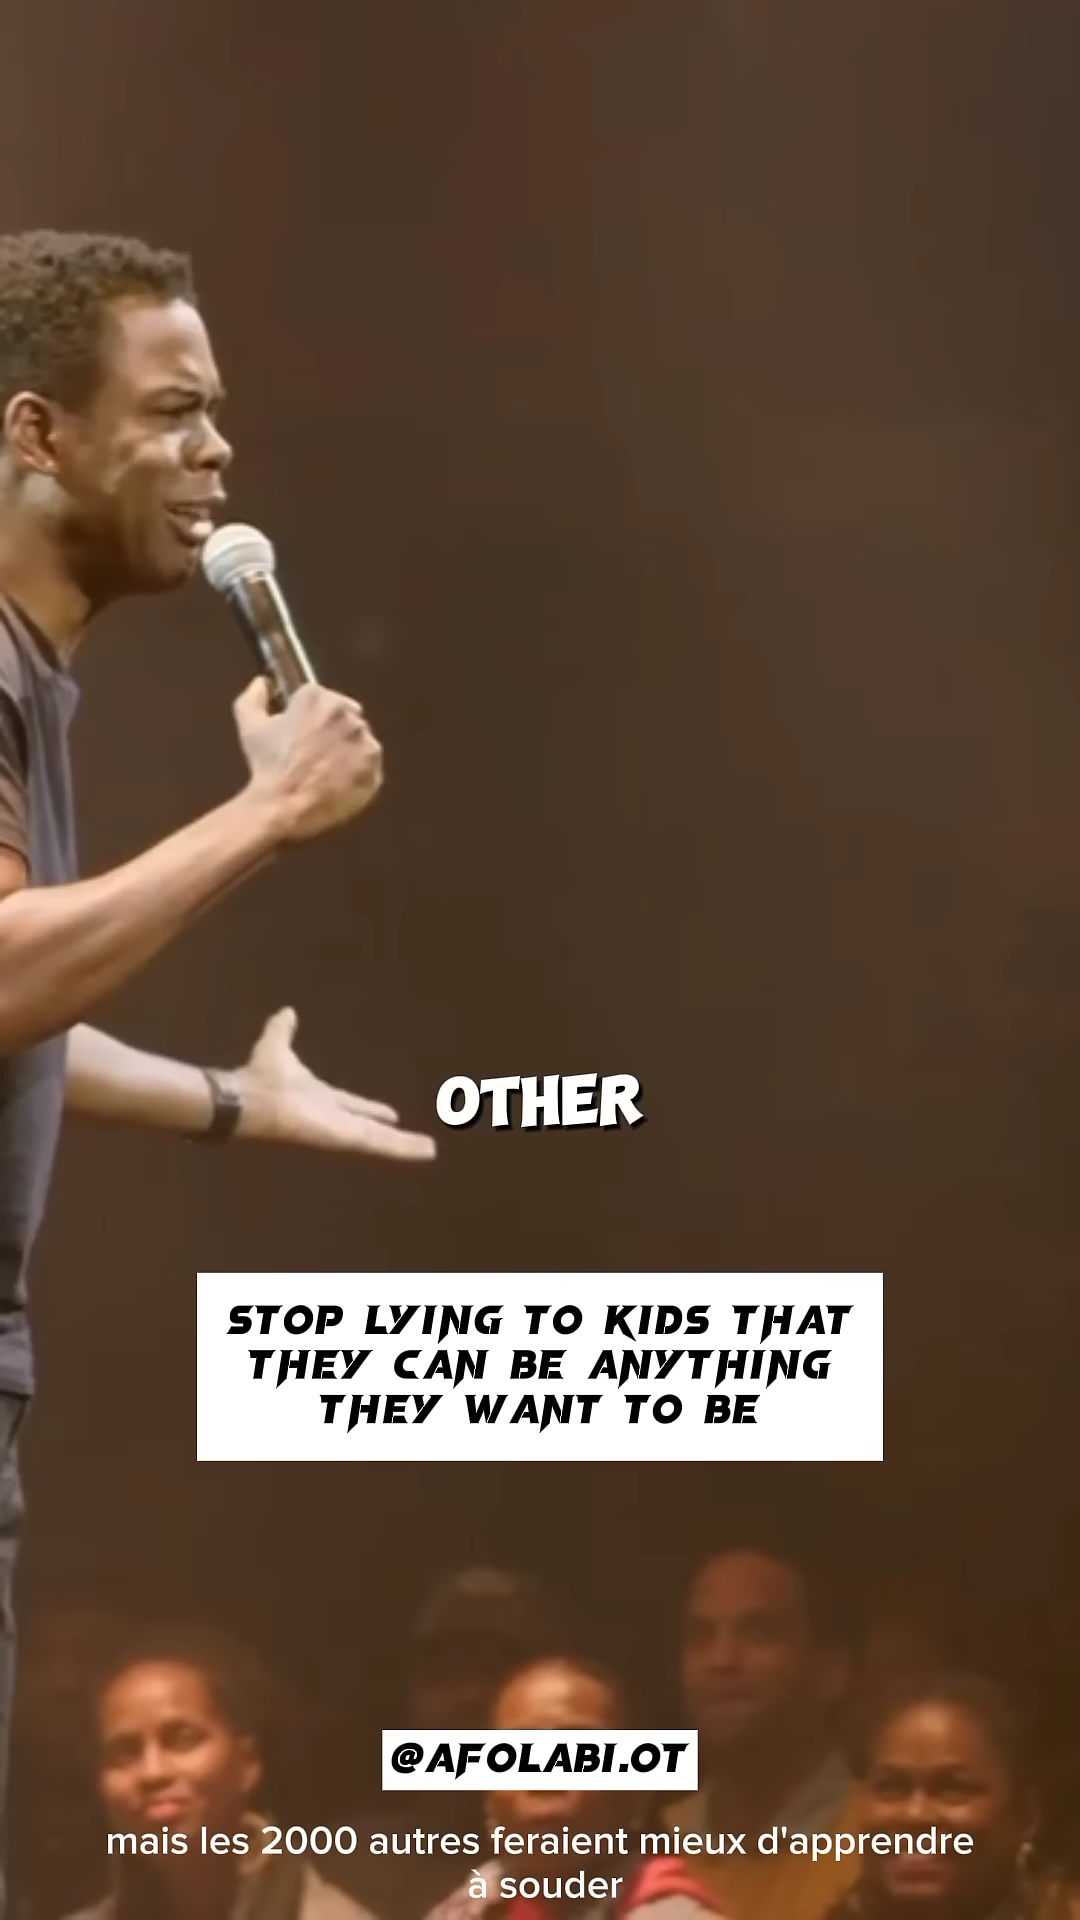 OTHER
STOP LYING TO KIDS THAT
THEY CAN BE ANYTHING
THEY WANT TO BE
@AFOLABI.OT
mais les 2000 autres feraient mieux d'apprendre
à souder